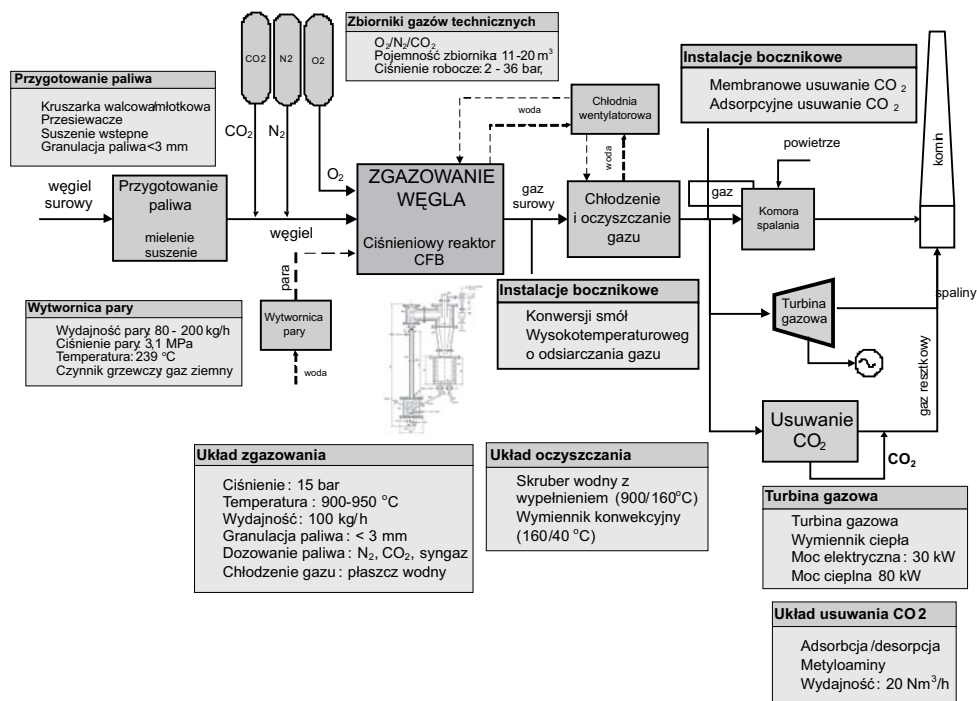 Zbiorniki gazów technicznych
O₂/N₂/CO₂
Pojemność zbiornika: 11-20 m³
Ciśnienie robocze: 2 - 36 bar,
CO2
N2
O2
Przygotowanie paliwa
Kruszarka walcowa/młotkowa
Przesiewacze
Suszenie wstępne
Granulacja paliwa<3 mm
CO₂
N₂
O₂
woda
Chłodnia
wentylatorowa
woda
Instalacje bocznikowe
Membranowe usuwanie CO ₂
Adsorpcyjne usuwanie CO ₂
powietrze
komin
węgiel
surowy
Przygotowanie
paliwa
mielenie
suszenie
węgiel
ZGAZOWANIE
WĘGLA
Ciśnieniowy reaktor
CFB
gaz
surowy
Chłodzenie
i oczyszczanie
gazu
gaz
Komora
spalania
para
Wytwornica
pary
woda
Wytwornica pary
Wydajność pary: 80 - 200 kg/h
Ciśnienie pary: 3,1 MPa
Temperatura: 239 °C
Czynnik grzewczy: gaz ziemny
Instalacje bocznikowe
Konwersji smół
Wysokotemperaturoweg
o odsiarczania gazu
Turbina
gazowa
spaliny
gaz resztkowy
Usuwanie
CO₂
CO₂
Układ zgazowania
Ciśnienie : 15 bar
Temperatura : 900-950 °C
Wydajność: 100 kg/h
Granulacja paliwa : < 3 mm
Dozowanie paliwa : N₂, CO₂, syngaz
Chłodzenie gazu : płaszcz wodny
Układ oczyszczania
Skruber wodny z
wypełnieniem (900/160°C)
Wymiennik konwekcyjny
(160/40 °C)
Turbina gazowa
Turbina gazowa
Wymiennik ciepła
Moc elektryczna : 30 kW
Moc cieplna 80 kW
Układ usuwania CO2
Adsorbcja /desorpcja
Metyloaminy
Wydajność : 20 Nm³/h